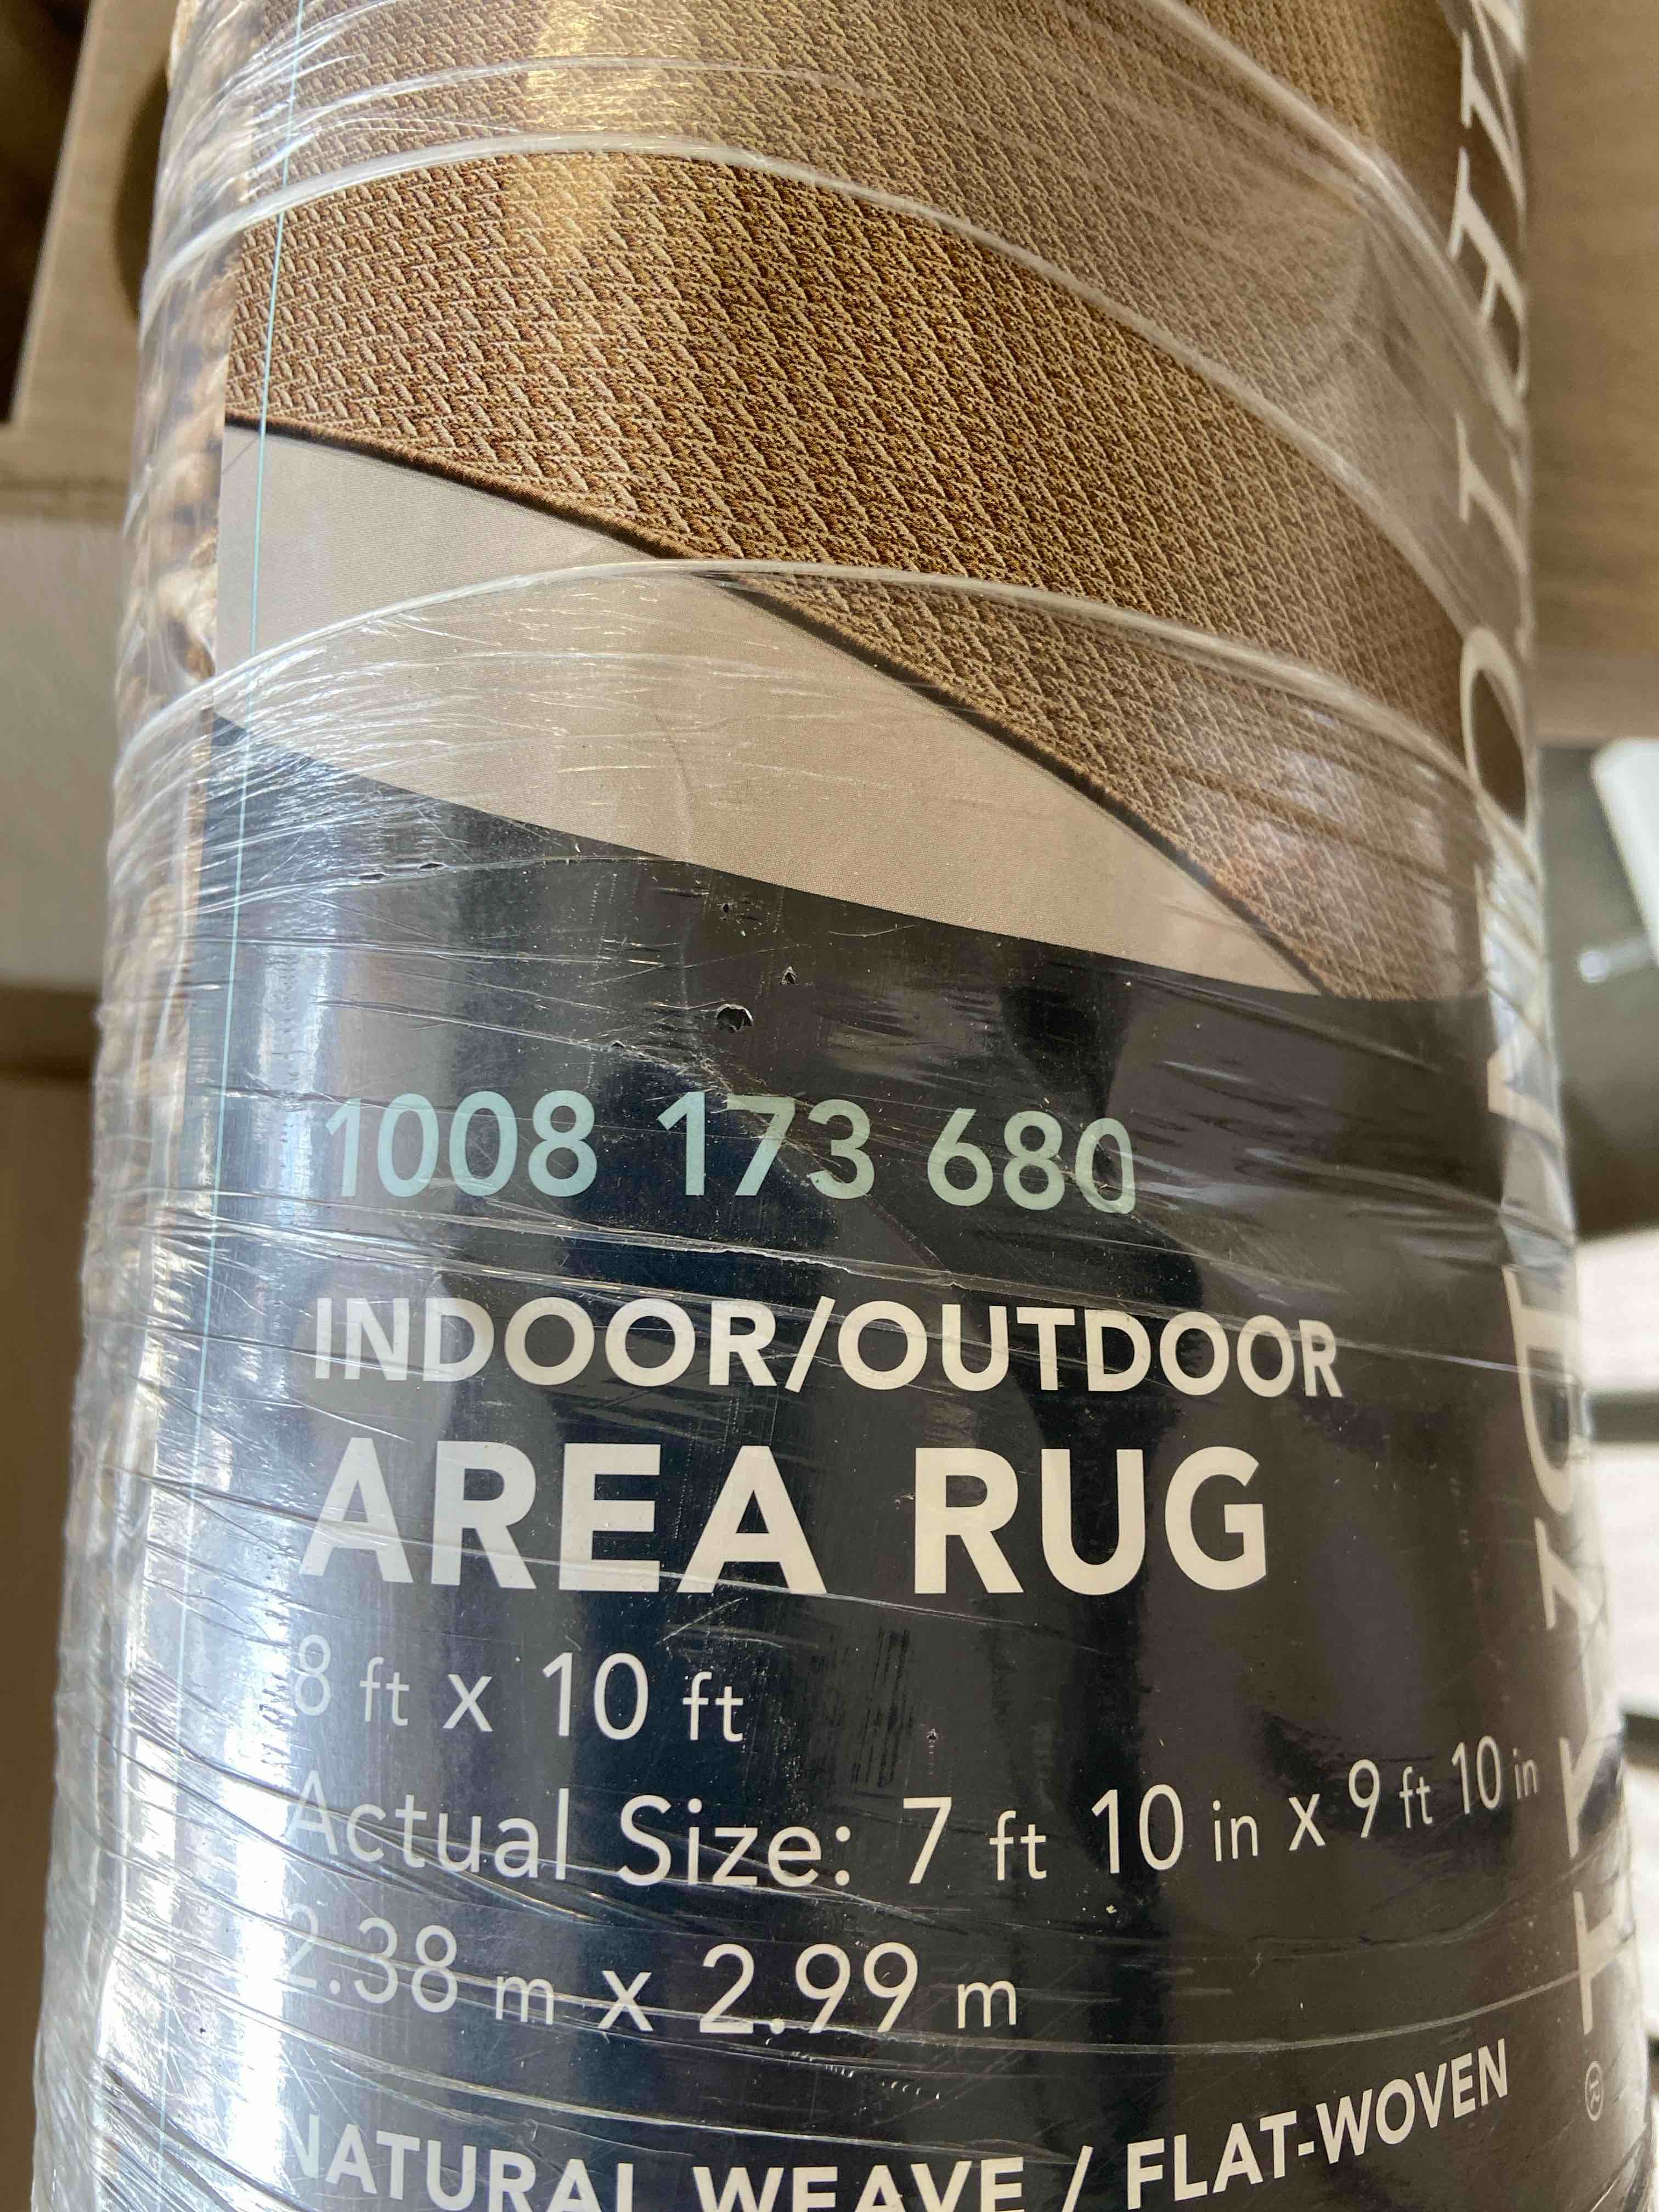 1008 173 680
INDOOR/OUTDOOR
AREA RUG
8 ft x 10 ft
Actual Size: 7 ft 10 in x 9 ft 10 in
2.38 m x 2.99 m
NATURAL WEAVE / FLAT-WOVEN